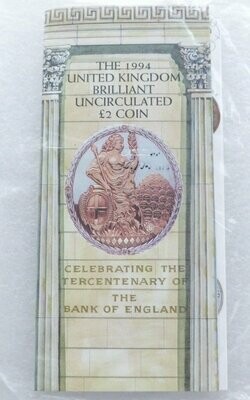 THE 1994
UNITED KINGDOM
BRILLIANT
UNCIRCULATED
£2 COIN
CELEBRATING THE
TERCENTENARY OF
THE
BANK OF ENGLAND